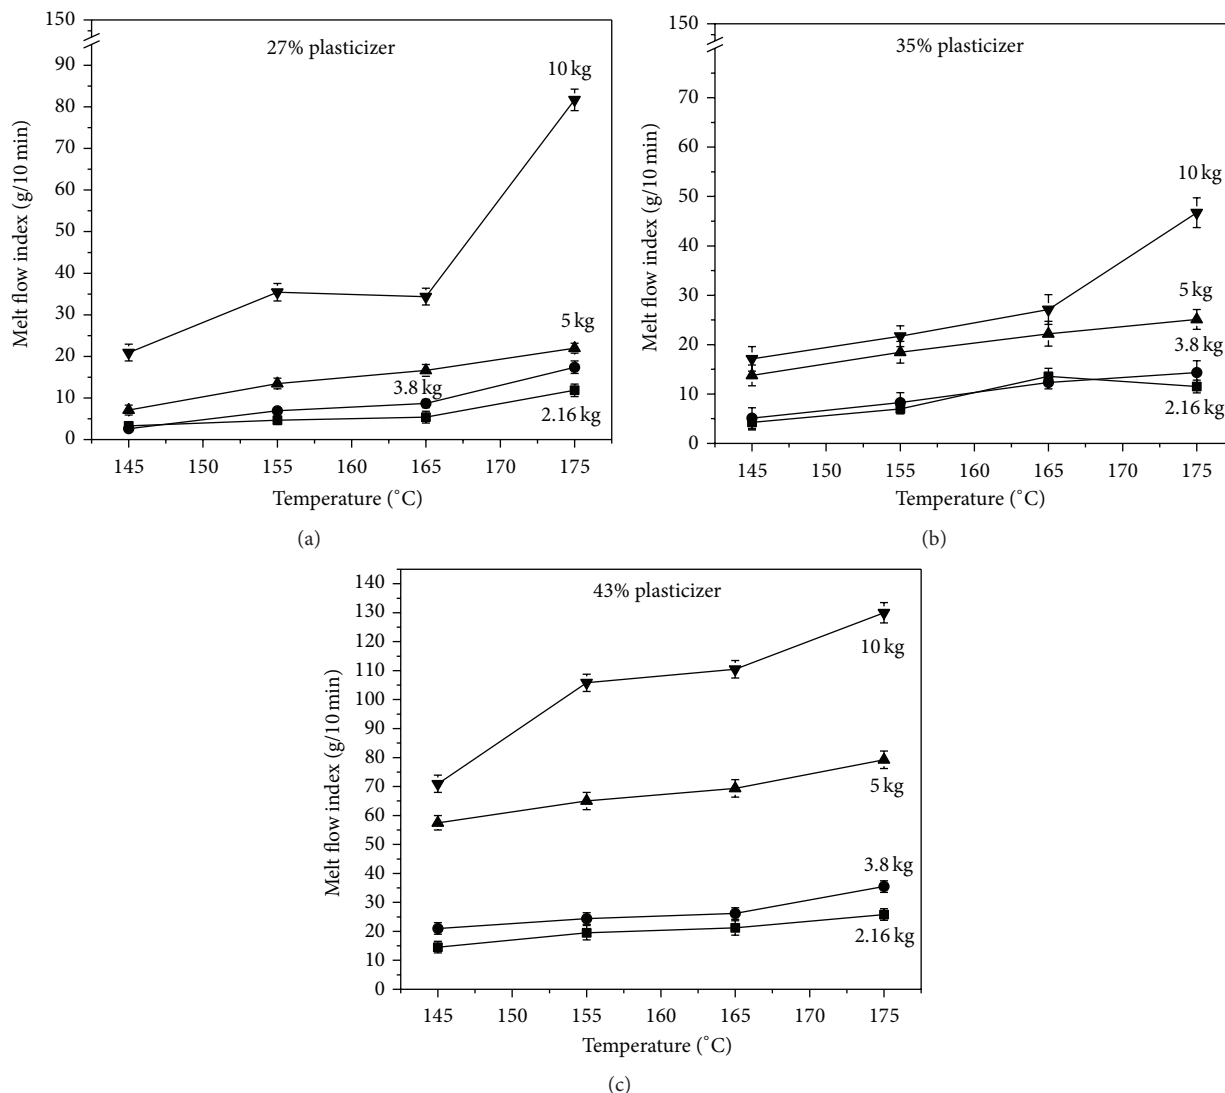 150
27% plasticizer
90
80
70
60
50
40
30
20
10
0
10 kg
5 kg
3.8 kg
2.16 kg
145 150 155 160 165 170 175
Melt flow index (g/10 min)
Temperature (°C)
(a)
150
35% plasticizer
70
60
50
40
30
20
10
0
10 kg
5 kg
3.8 kg
2.16 kg
145 150 155 160 165 170 175
Melt flow index (g/10 min)
Temperature (°C)
(b)
43% plasticizer
140
130
120
110
100
90
80
70
60
50
40
30
20
10
0
10 kg
5 kg
3.8 kg
2.16 kg
145 150 155 160 165 170 175
Melt flow index (g/10 min)
Temperature (°C)
(c)